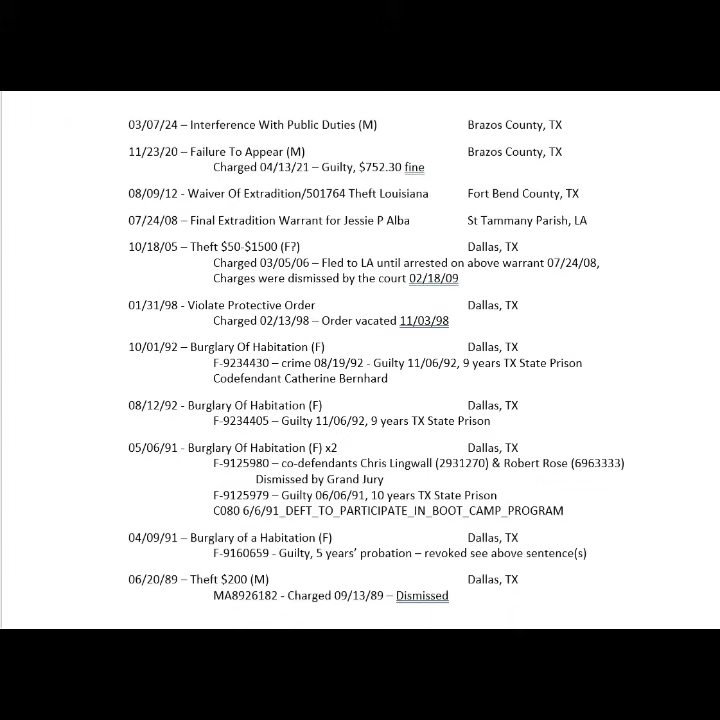 03/07/24 – Interference With Public Duties (M) Brazos County, TX
11/23/20 – Failure To Appear (M) Brazos County, TX
Charged 04/13/21 – Guilty, $752.30 fine
08/09/12 - Waiver Of Extradition/501764 Theft Louisiana Fort Bend County, TX
07/24/08 – Final Extradition Warrant for Jessie P Alba St Tammany Parish, LA
10/18/05 – Theft $50-$1500 (F?) Dallas, TX
Charged 03/05/06 – Fled to LA until arrested on above warrant 07/24/08,
Charges were dismissed by the court 02/18/09
01/31/98 - Violate Protective Order Dallas, TX
Charged 02/13/98 – Order vacated 11/03/98
10/01/92 – Burglary Of Habitation (F) Dallas, TX
F-9234430 – crime 08/19/92 - Guilty 11/06/92, 9 years TX State Prison
Codefendant Catherine Bernhard
08/12/92 - Burglary Of Habitation (F) Dallas, TX
F-9234405 – Guilty 11/06/92, 9 years TX State Prison
05/06/91 - Burglary Of Habitation (F) x2 Dallas, TX
F-9125980 – co-defendants Chris Lingwall (2931270) & Robert Rose (6963333)
Dismissed by Grand Jury
F-9125979 – Guilty 06/06/91, 10 years TX State Prison
C080 6/6/91_DEFT_TO_PARTICIPATE_IN_BOOT_CAMP_PROGRAM
04/09/91 – Burglary of a Habitation (F) Dallas, TX
F-9160659 - Guilty, 5 years’ probation – revoked see above sentence(s)
06/20/89 – Theft $200 (M) Dallas, TX
MA8926182 - Charged 09/13/89 – Dismissed